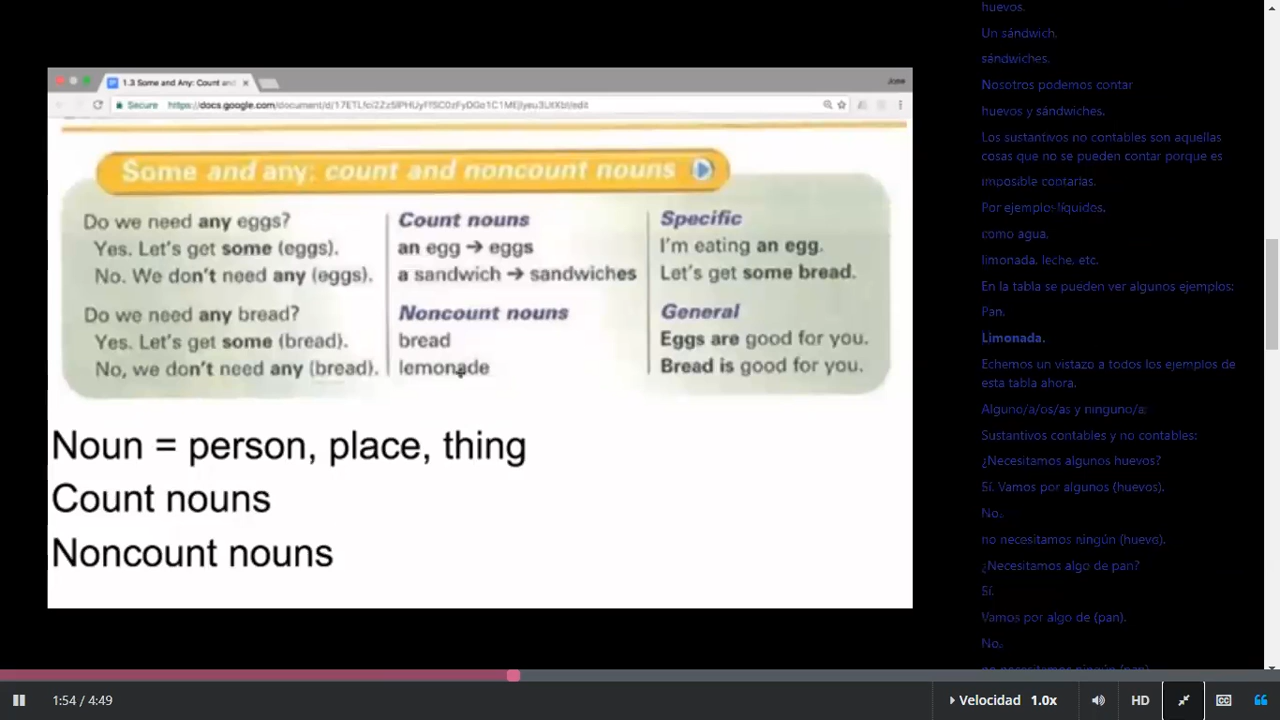 1.3 Some and Any: Count and
Jose
Secure
Some and any: count and noncount nouns
Do we need any eggs?
Yes. Let's get some (eggs).
No. We don't need any (eggs).
Do we need any bread?
Yes. Let's get some (bread).
No, we don't need any (bread).
Count nouns
an egg → eggs
a sandwich → sandwiches
Noncount nouns
bread
lemonade
Specific
I'm eating an egg.
Let's get some bread.
General
Eggs are good for you.
Bread is good for you.
Noun = person, place, thing
Count nouns
Noncount nouns
huevos.
Un sándwich.
sándwiches.
Nosotros podemos contar
huevos y sándwiches.
Los sustantivos no contables son aquellas
cosas que no se pueden contar porque es
imposible contarlas.
Por ejemplo-líquidos,
como agua,
limonada, leche, etc.
En la tabla se pueden ver algunos ejemplos:
Pan.
Limonada.
Echemos un vistazo a todos los ejemplos de
esta tabla ahora.
Alguno/a/os/as y ninguno/a:
Sustantivos contables y no contables:
¿Necesitamos algunos huevos?
Sí. Vamos por algunos (huevos).
No.
no necesitamos ningún (huevo).
¿Necesitamos algo de pan?
Sí.
Vamos por algo de (pan).
No.
no necesitamos ningún (pan)
1:54 / 4:49
Velocidad 1.0x
HD
CC